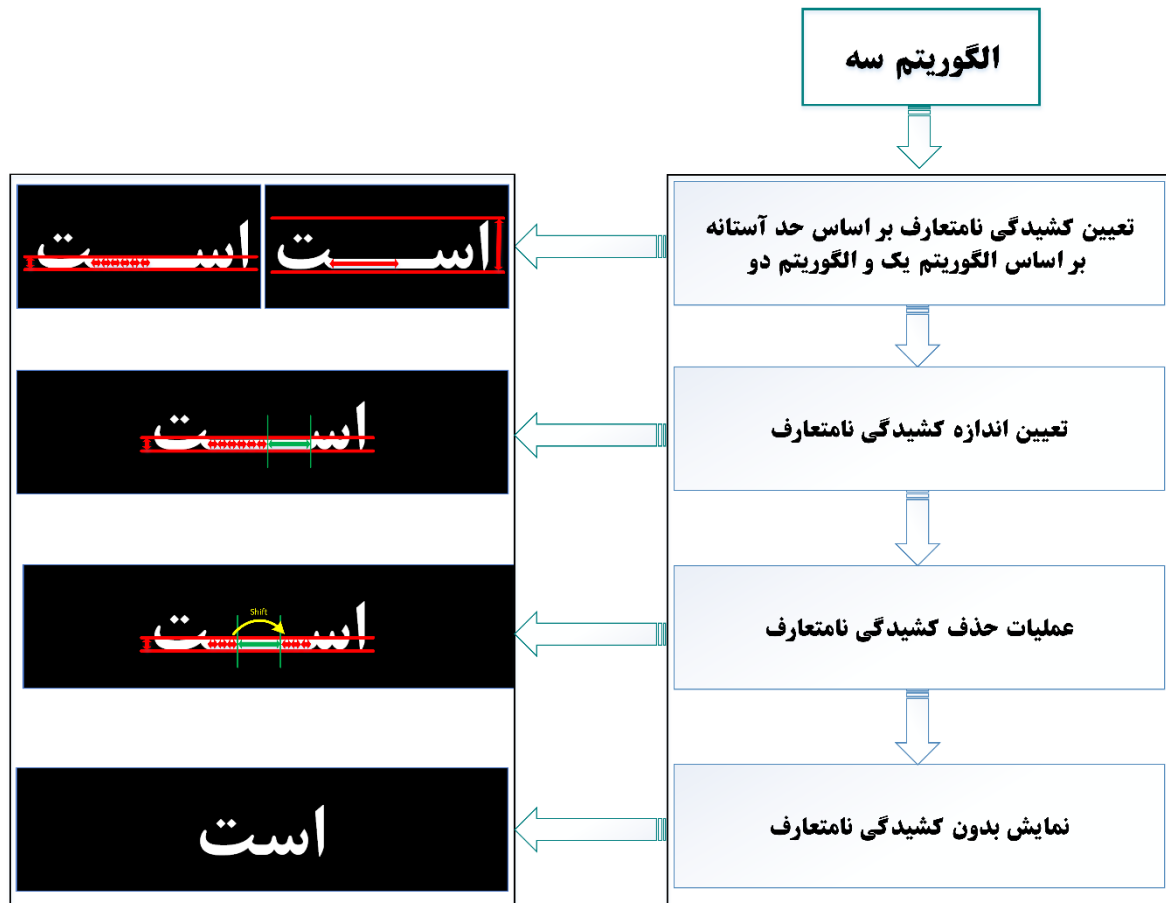 الگوریتم سه
تعیین کشیدگی نامتعارف بر اساس حد آستانه
بر اساس الگوریتم یک و الگوریتم دو
اســـت
اســـــت
تعیین اندازه کشیدگی نامتعارف
اســـت
عملیات حذف کشیدگی نامتعارف
Shift
اســـت
نمایش بدون کشیدگی نامتعارف
است